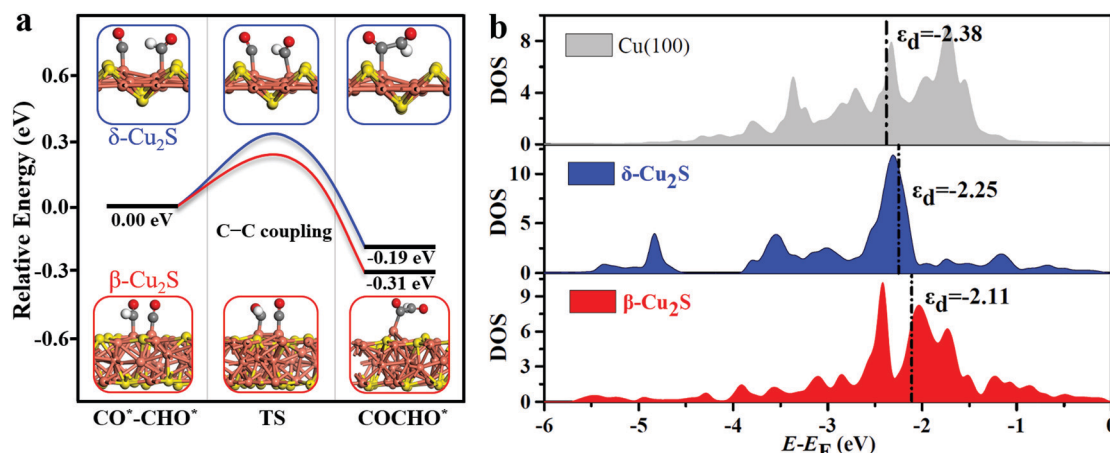 a
Relative Energy (eV)
0.6
0.3
0.0
-0.3
-0.6
δ-Cu₂S
0.00 eV
C−C coupling
-0.19 eV
-0.31 eV
β-Cu₂S
CO*-CHO*
TS
COCHO*
b
DOS
8
4
0
Cu(100)
εd=-2.38
DOS
10
5
0
δ-Cu₂S
εd=-2.25
DOS
9
6
3
0
β-Cu₂S
εd=-2.11
-6
-5
-4
-3
-2
-1
0
E-EF (eV)